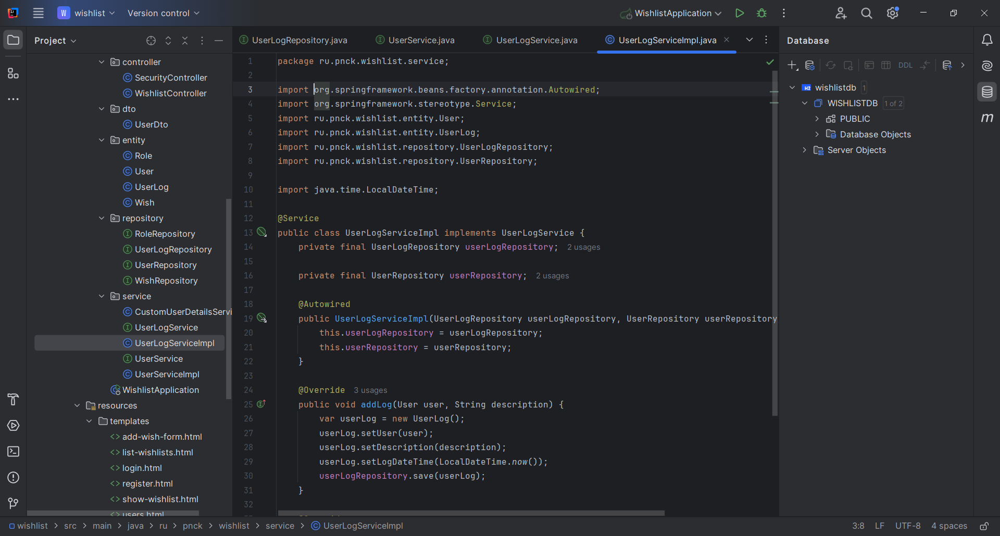 W wishlist Version control WishlistApplication
Project
controller
SecurityController
WishlistController
dto
UserDto
entity
Role
User
UserLog
Wish
repository
RoleRepository
UserLogRepository
UserRepository
WishRepository
service
CustomUserDetailsServi
UserLogService
UserLogServiceImpl
UserService
UserServiceImpl
WishlistApplication
resources
templates
add-wish-form.html
list-wishlists.html
login.html
register.html
show-wishlist.html
users.html
UserLogRepository.java UserService.java UserLogService.java UserLogServiceImpl.java
1 package ru.pnck.wishlist.service;
2
3 import org.springframework.beans.factory.annotation.Autowired;
4 import org.springframework.stereotype.Service;
5 import ru.pnck.wishlist.entity.User;
6 import ru.pnck.wishlist.entity.UserLog;
7 import ru.pnck.wishlist.repository.UserLogRepository;
8 import ru.pnck.wishlist.repository.UserRepository;
9
10 import java.time.LocalDateTime;
11
12 @Service
13 public class UserLogServiceImpl implements UserLogService {
14 private final UserLogRepository userLogRepository; 2 usages
15
16 private final UserRepository userRepository; 2 usages
17
18 @Autowired
19 public UserLogServiceImpl(UserLogRepository userLogRepository, UserRepository userRepository
20 this.userLogRepository = userLogRepository;
21 this.userRepository = userRepository;
22 }
23
24 @Override 3 usages
25 public void addLog(User user, String description) {
26 var userLog = new UserLog();
27 userLog.setUser(user);
28 userLog.setDescription(description);
29 userLog.setLogDateTime(LocalDateTime.now());
30 userLogRepository.save(userLog);
31 }
32
Database
DDL
wishlistdb 1
WISHLISTDB 1 of 2
PUBLIC
Database Objects
Server Objects
m
wishlist > src > main > java > ru > pnck > wishlist > service > UserLogServiceImpl
3:8 LF UTF-8 4 spaces